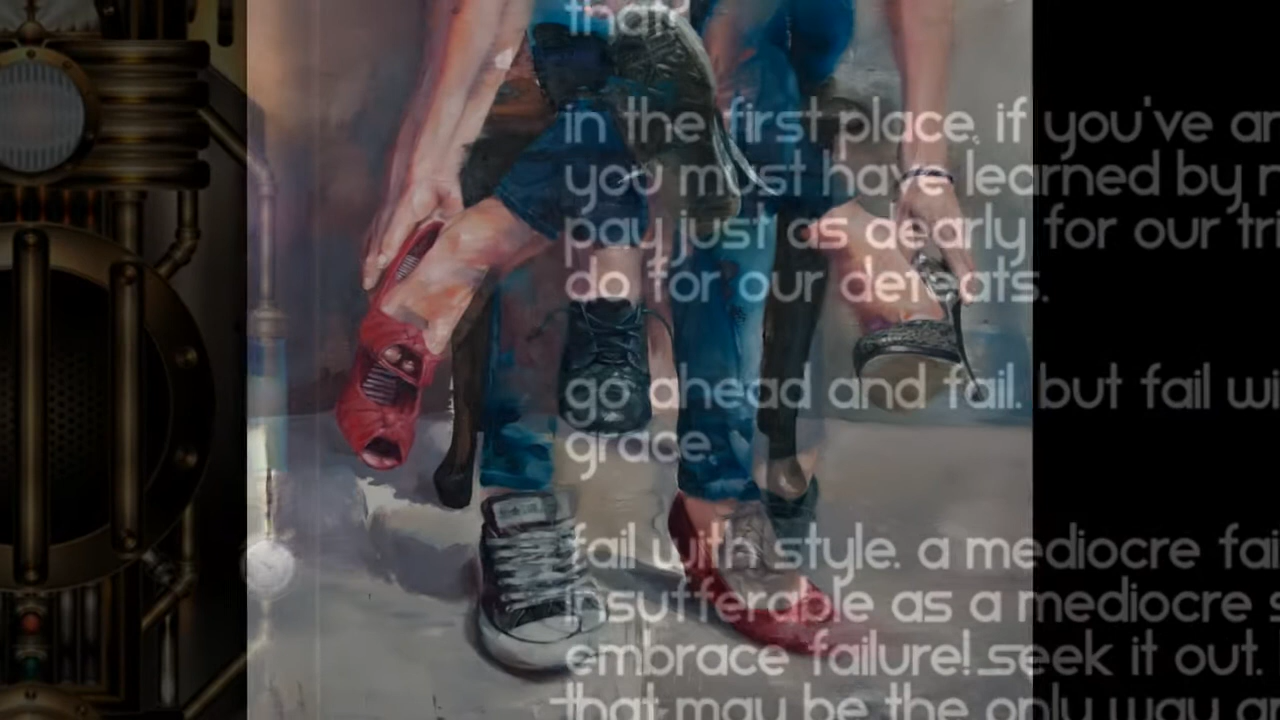 that?
in the first place, if you've
you must have learned by
pay just as dearly for our
do for our defeats.
go ahead and fail. but fail
grace.
fail with style. a mediocre
insufferable as a mediocre
embrace failure! seek it out.
that may be the only way